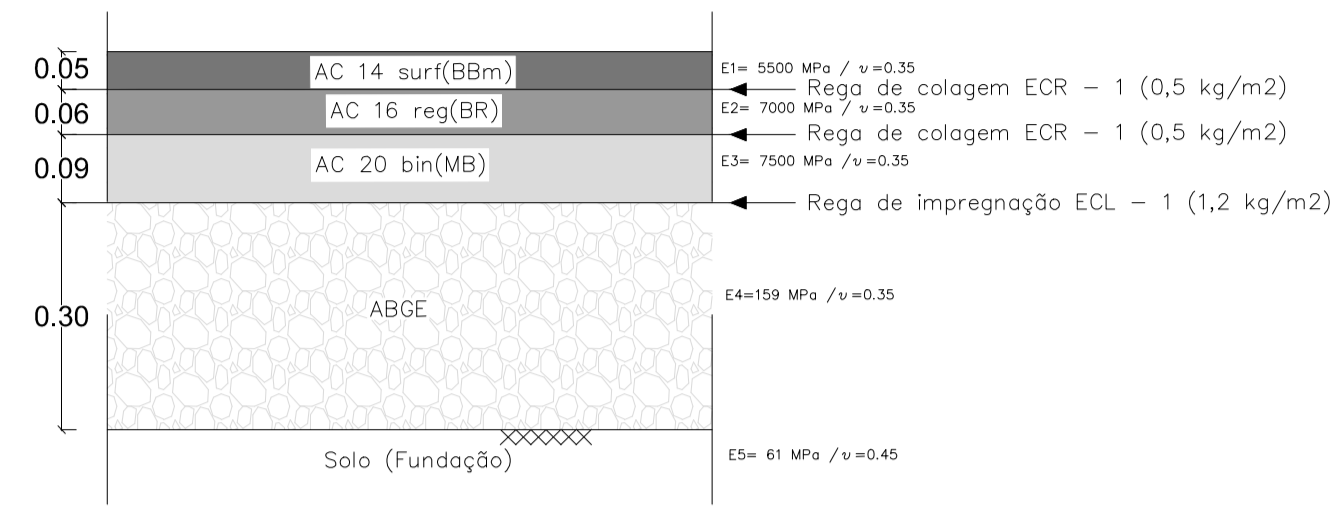 0.05
AC 14 surf(BBm)
E1= 5500 MPa / υ=0.35
Rega de colagem ECR - 1 (0,5 kg/m2)
0.06
AC 16 reg(BR)
E2= 7000 MPa / υ=0.35
Rega de colagem ECR - 1 (0,5 kg/m2)
0.09
AC 20 bin(MB)
E3= 7500 MPa /υ=0.35
Rega de impregnação ECL - 1 (1,2 kg/m2)
0.30
ABGE
E4=159 MPa /υ=0.35
Solo (Fundação)
E5= 61 MPa /υ=0.45